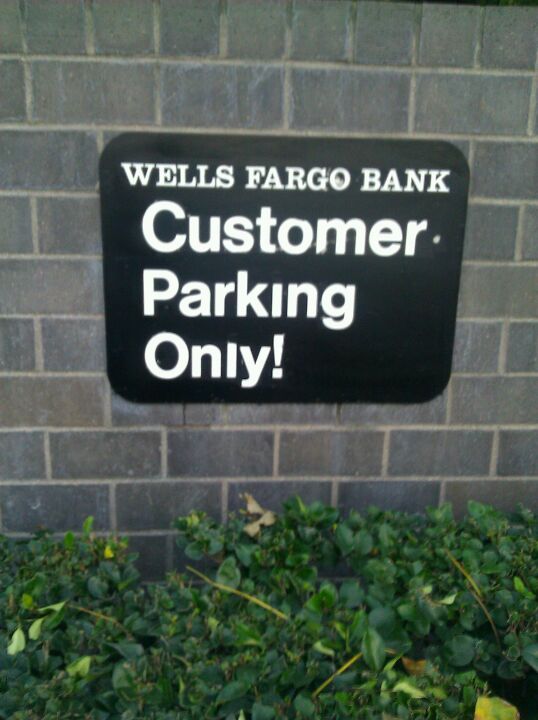 WELLS FARGO BANK
Customer
Parking
Only!